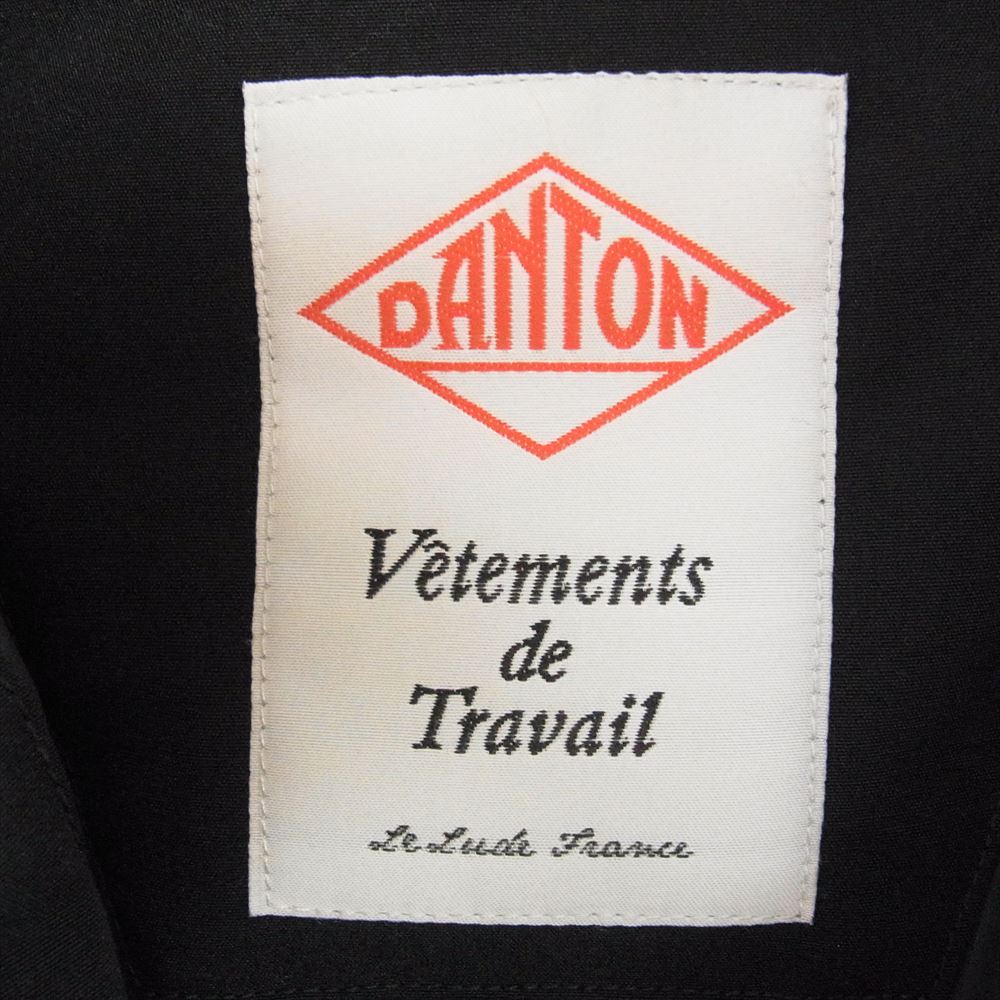 DANTON
Vêtements
de
Travail
Le Lude France